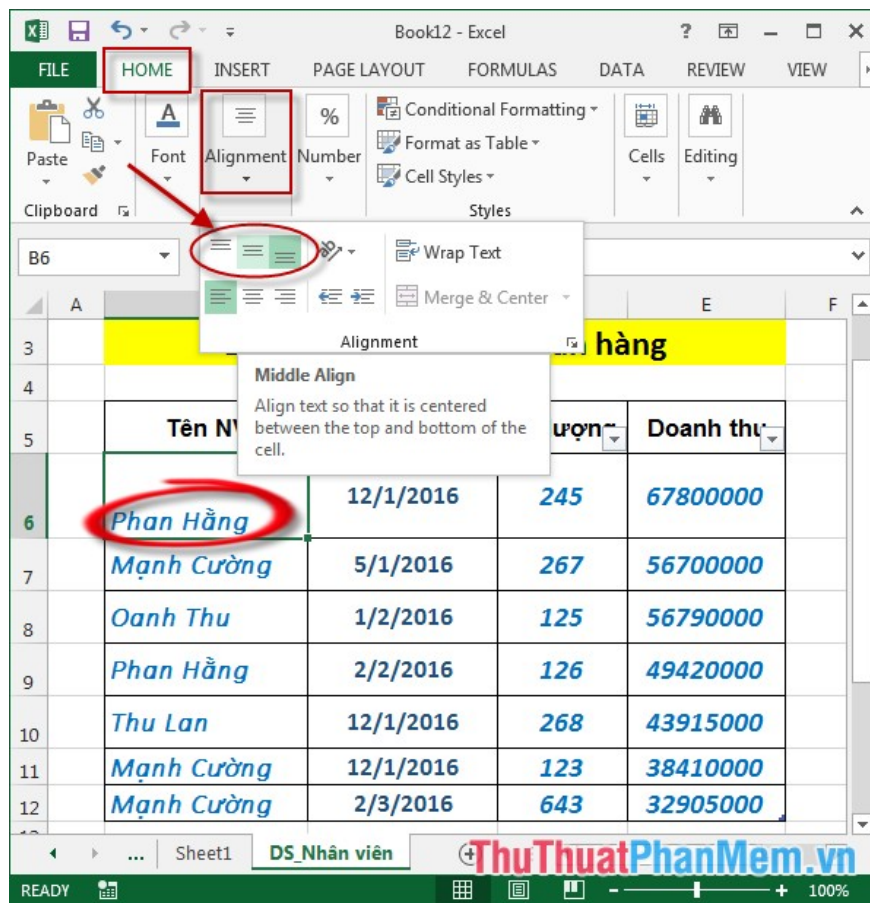 Book12 - Excel
FILE HOME INSERT PAGE LAYOUT FORMULAS DATA REVIEW VIEW
Paste Font Alignment Number Conditional Formatting Cells Editing
Format as Table
Cell Styles
Clipboard Styles
B6 Wrap Text
Merge & Center
A E F
Alignment
3 hàng
Middle Align
4 Align text so that it is centered
between the top and bottom of the
cell.
5 Tên Doanh thu
6 Phan Hằng 12/1/2016 245 67800000
7 Mạnh Cường 5/1/2016 267 56700000
8 Oanh Thu 1/2/2016 125 56790000
9 Phan Hằng 2/2/2016 126 49420000
10 Thu Lan 12/1/2016 268 43915000
11 Mạnh Cường 12/1/2016 123 38410000
12 Mạnh Cường 2/3/2016 643 32905000
... Sheet1 DS_Nhân viên
ThuThuatPhanMem.vn
READY 100%